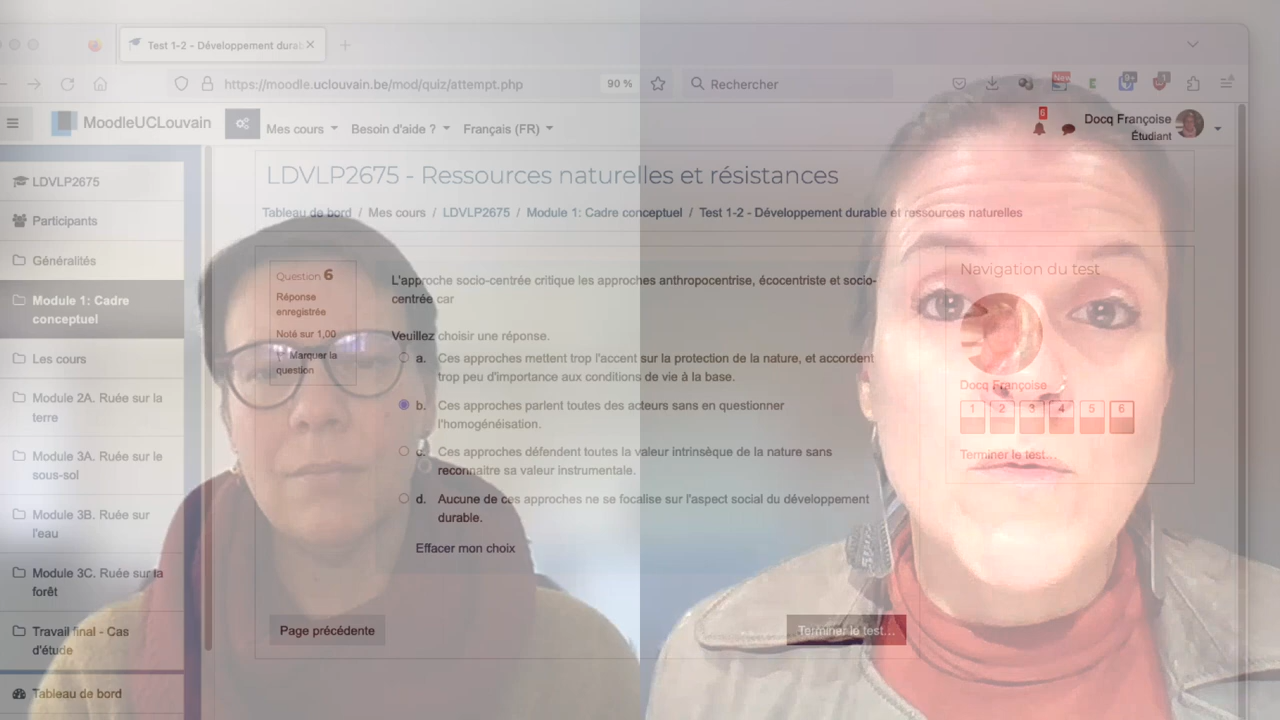 Test 1-2 - Développement dura
https://moodle.uclouvain.be/mod/quiz/attempt.php
90 %
Rechercher
New
9+
1
MoodleUCLouvain
Mes cours
Besoin d'aide ?
Français (FR)
6
Docq Françoise
Étudiant
LDVLP2675
Participants
Généralités
Module 1: Cadre
conceptuel
Les cours
Module 2A. Ruée sur la
terre
Module 3A. Ruée sur le
sous-sol
Module 3B. Ruée sur
l'eau
Module 3C. Ruée sur la
forêt
Travail final - Cas
d'étude
Tableau de bord
LDVLP2675 - Ressources naturelles et résistances
Tableau de bord / Mes cours / LDVLP2675 / Module 1: Cadre conceptuel / Test 1-2 - Développement durable et ressources naturelles
Question 6
Réponse
enregistrée
Noté sur 1,00
Marquer la
question
L'approche socio-centrée critique les approches anthropocentrise, écocentriste et socio-
centrée car
Veuillez choisir une réponse.
a. Ces approches mettent trop l'accent sur la protection de la nature, et accordent
trop peu d'importance aux conditions de vie à la base.
b. Ces approches parlent toutes des acteurs sans en questionner
l'homogénéisation.
c. Ces approches défendent toutes la valeur intrinsèque de la nature sans
reconnaitre sa valeur instrumentale.
d. Aucune de ces approches ne se focalise sur l'aspect social du développement
durable.
Effacer mon choix
Page précédente
Terminer le test...
Navigation du test
Docq Françoise
1 2 3 4 5 6
Terminer le test...